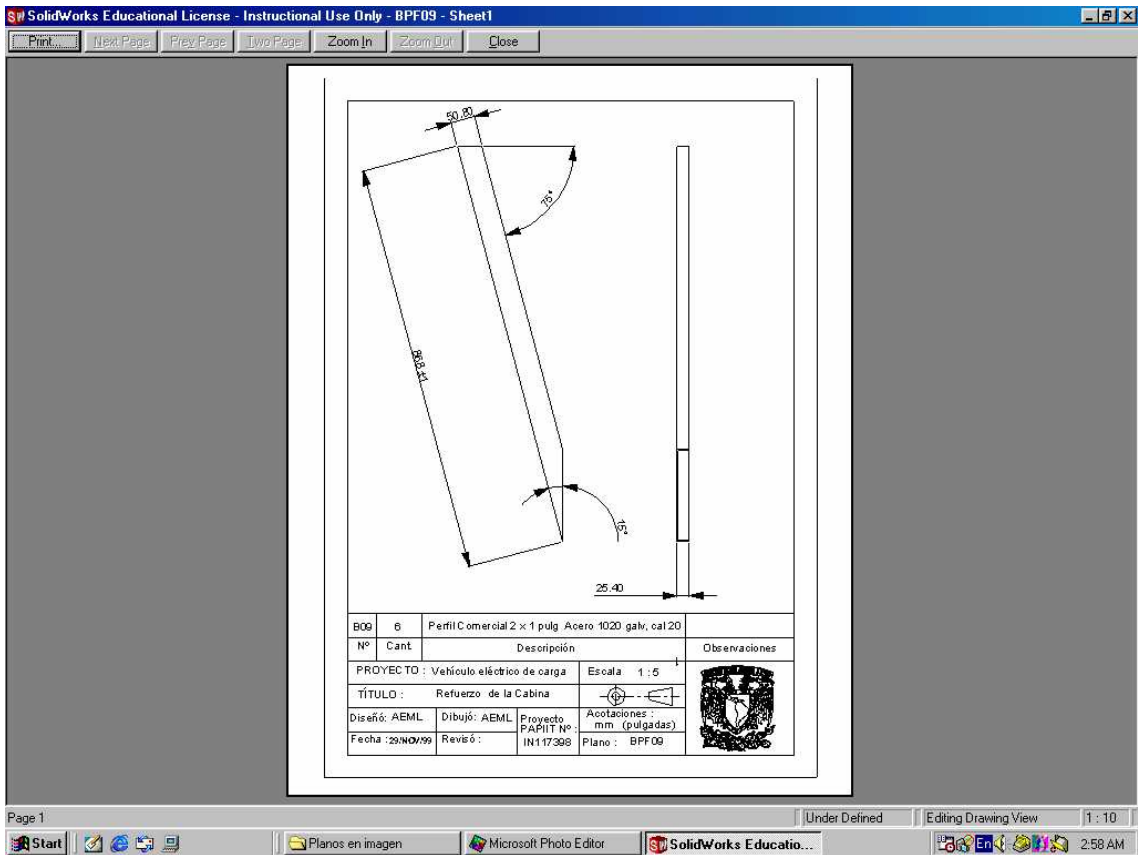 SolidWorks Educational License - Instructional Use Only - BPF09 - Sheet1
Print... Next Page Prev Page Two Page Zoom In Zoom Out Close
50.80
75°
868 ±1
15°
25.40
B09 6 Perfil Comercial 2 x 1 pulg Acero 1020 galv, cal 20
Nº Cant Descripción Observaciones
PROYECTO : Vehículo eléctrico de carga Escala 1 : 5
TÍTULO : Refuerzo de la Cabina
Diseñó: AEML Dibujó: AEML Proyecto PAPIIT Nº : IN117398 Acotaciones : mm (pulgadas)
Fecha : 29/NOV/99 Revisó : Plano : BPF09
Page 1 Under Defined Editing Drawing View 1 : 10
Start Planos en imagen Microsoft Photo Editor SolidWorks Educatio... En 2:58 AM